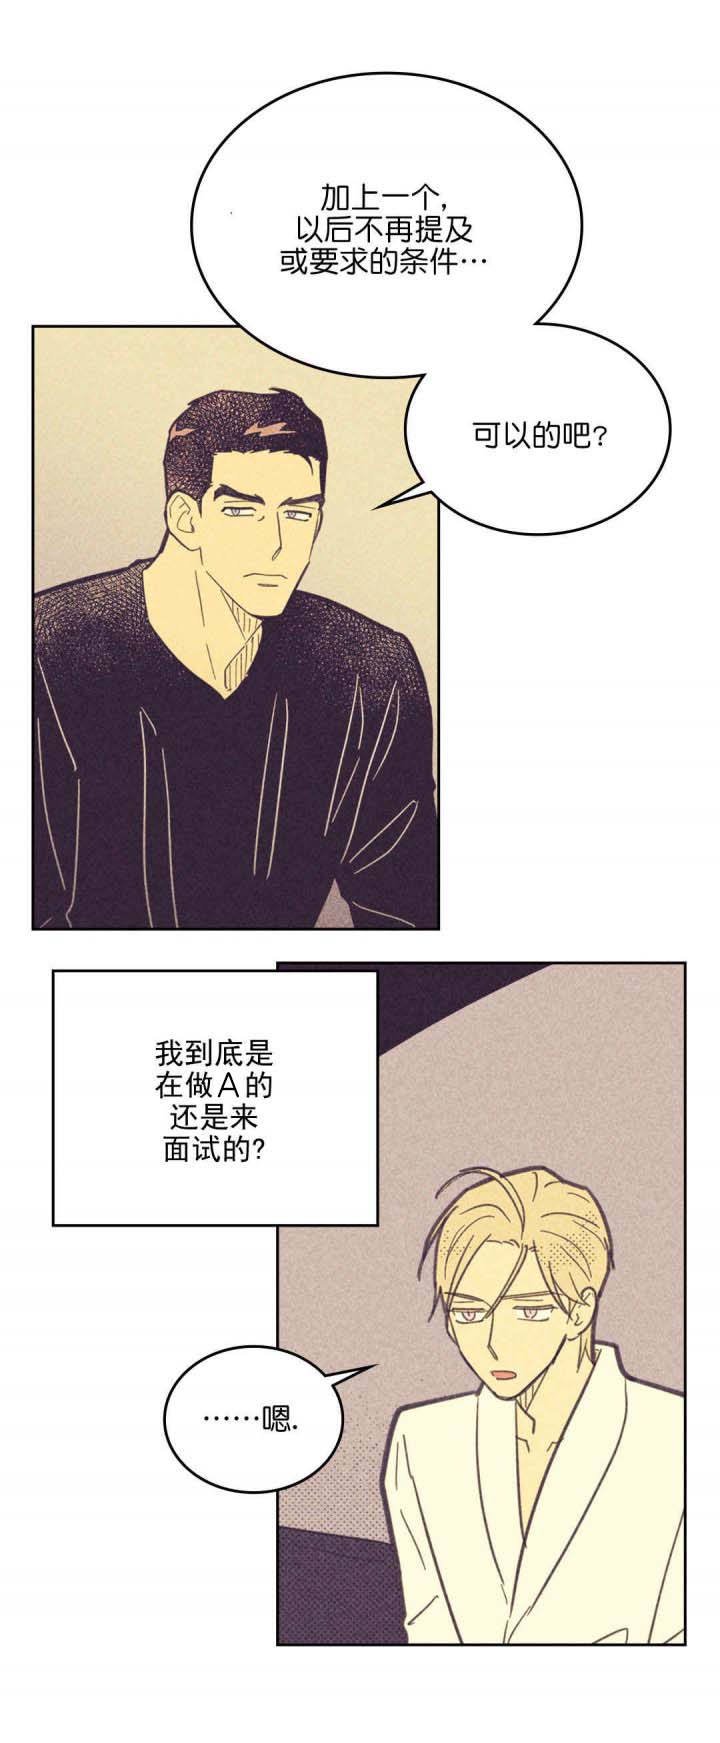 加上一个,
以后不再提及
或要求的条件…
可以的吧?
我到底是
在做A的
还是来
面试的?
……嗯.